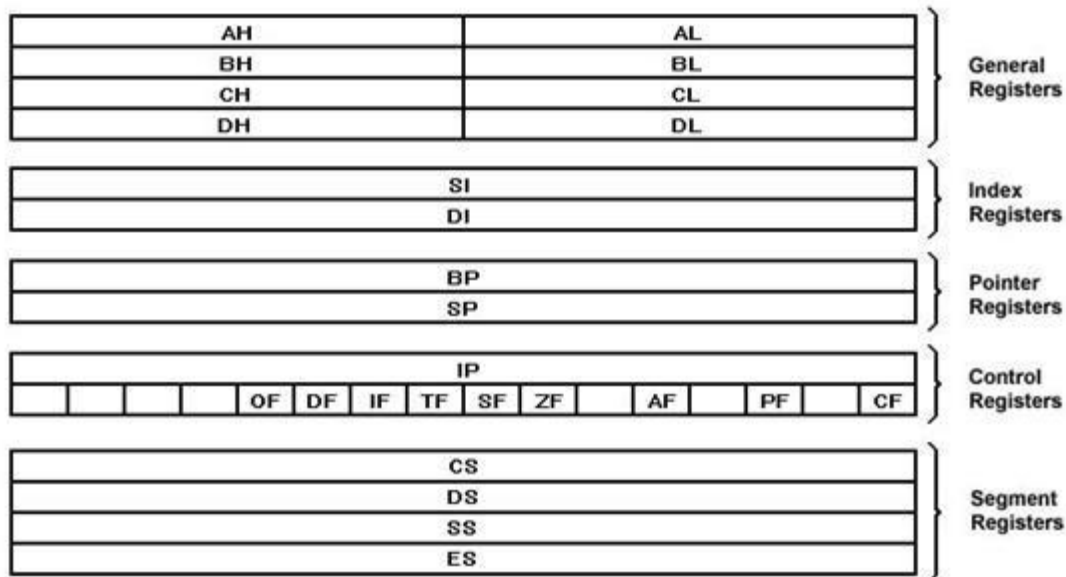 AH AL
BH BL
CH CL
DH DL
General
Registers
SI
DI
Index
Registers
BP
SP
Pointer
Registers
IP
OF DF IF TF SF ZF AF PF CF
Control
Registers
CS
DS
SS
ES
Segment
Registers